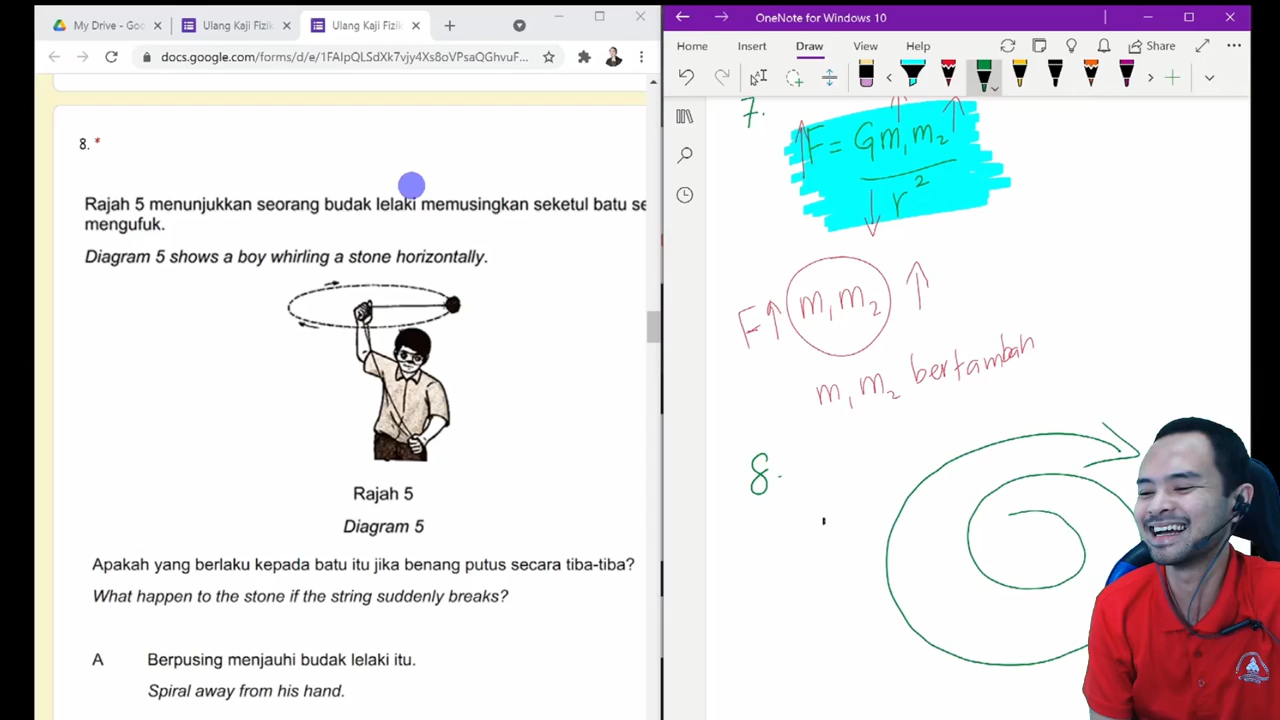 My Drive - Goo
Ulang Kaji Fizik
Ulang Kaji Fizik
docs.google.com/forms/d/e/1FAIpQLSdXk7vjy4Xs8oVPsaQGhvuF...
8. *
Rajah 5 menunjukkan seorang budak lelaki memusingkan seketul batu se
mengufuk.
Diagram 5 shows a boy whirling a stone horizontally.
Rajah 5
Diagram 5
Apakah yang berlaku kepada batu itu jika benang putus secara tiba-tiba?
What happen to the stone if the string suddenly breaks?
A Berpusing menjauhi budak lelaki itu.
Spiral away from his hand.
OneNote for Windows 10
Home Insert Draw View Help Share
7.
↑F = Gm₁m₂
r²
F↑ m₁m₂ ↑
m₁m₂ bertambah
8.